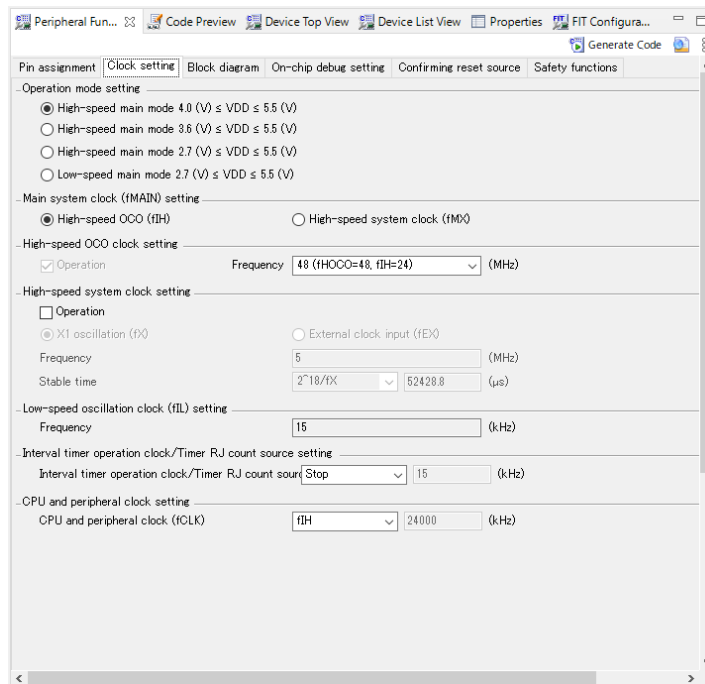 Peripheral Fun... Code Preview Device Top View Device List View Properties FIT Configura...
Generate Code
Pin assignment Clock setting Block diagram On-chip debug setting Confirming reset source Safety functions
Operation mode setting
High-speed main mode 4.0 (V) ≤ VDD ≤ 5.5 (V)
High-speed main mode 3.6 (V) ≤ VDD ≤ 5.5 (V)
High-speed main mode 2.7 (V) ≤ VDD ≤ 5.5 (V)
Low-speed main mode 2.7 (V) ≤ VDD ≤ 5.5 (V)
Main system clock (fMAIN) setting
High-speed OCO (fIH) High-speed system clock (fMX)
High-speed OCO clock setting
Operation Frequency 48 (fHOCO=48, fIH=24) (MHz)
High-speed system clock setting
Operation
X1 oscillation (fX) External clock input (fEX)
Frequency 5 (MHz)
Stable time 2^18/fX 52428.8 (μs)
Low-speed oscillation clock (fIL) setting
Frequency 15 (kHz)
Interval timer operation clock/Timer RJ count source setting
Interval timer operation clock/Timer RJ count sour Stop 15 (kHz)
CPU and peripheral clock setting
CPU and peripheral clock (fCLK) fIH 24000 (kHz)